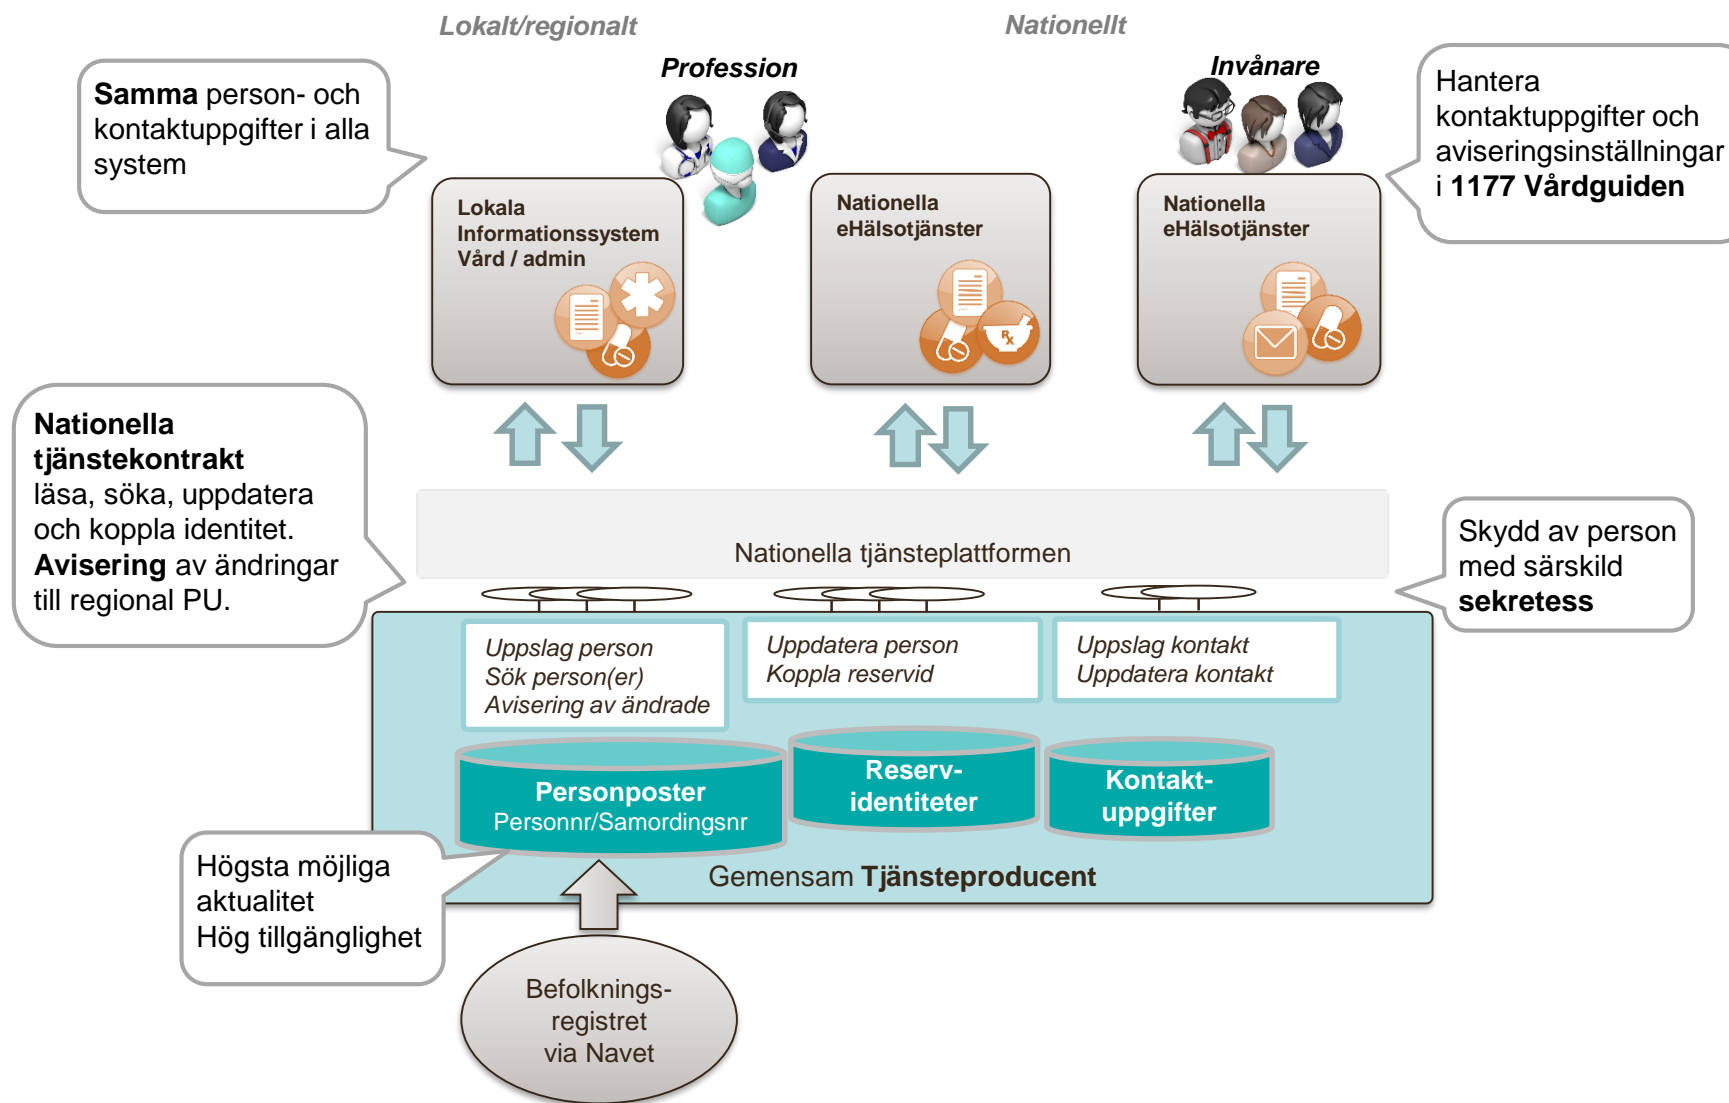 Lokalt/regionalt
Nationellt
Profession
Invånare
Samma person- och
kontaktuppgifter i alla
system
Hantera
kontaktuppgifter och
aviseringsinställningar
i 1177 Vårdguiden
Lokala
Informationssystem
Vård / admin
Nationella
eHälsotjänster
Rx
Nationella
eHälsotjänster
Nationella
tjänstekontrakt
läsa, söka, uppdatera
och koppla identitet.
Avisering av ändringar
till regional PU.
Nationella tjänsteplattformen
Skydd av person
med särskild
sekretess
Uppslag person
Sök person(er)
Avisering av ändrade
Uppdatera person
Koppla reservid
Uppslag kontakt
Uppdatera kontakt
Personposter
Personnr/Samordingsnr
Reserv-
identiteter
Kontakt-
uppgifter
Gemensam Tjänsteproducent
Högsta möjliga
aktualitet
Hög tillgänglighet
Befolknings-
registret
via Navet